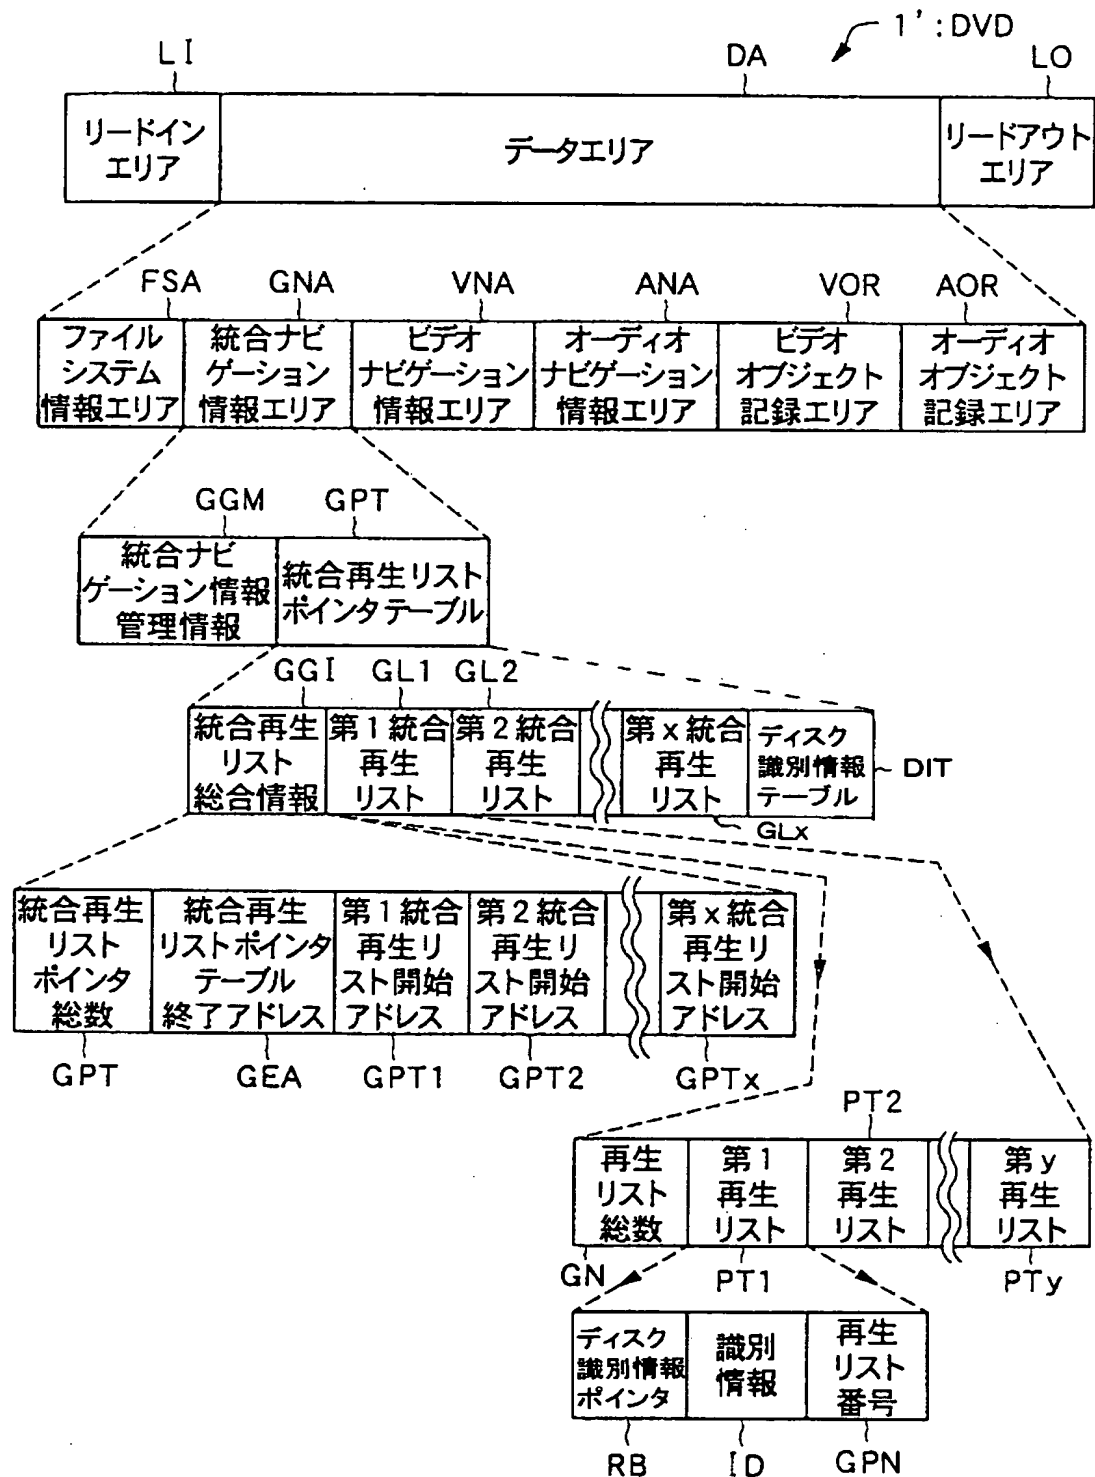 1':DVD
LI
DA
LO
リードイン
エリア
データエリア
リードアウト
エリア
FSA
GNA
VNA
ANA
VOR
AOR
ファイル
システム
情報エリア
統合ナビ
ゲーション
情報エリア
ビデオ
ナビゲーション
情報エリア
オーディオ
ナビゲーション
情報エリア
ビデオ
オブジェクト
記録エリア
オーディオ
オブジェクト
記録エリア
GGM
GPT
統合ナビ
ゲーション情報
管理情報
統合再生リスト
ポインタテーブル
GGI
GL1
GL2
統合再生
リスト
総合情報
第1統合
再生
リスト
第2統合
再生
リスト
第x統合
再生
リスト
ディスク
識別情報
テーブル
DIT
GLx
統合再生
リスト
ポインタ
総数
統合再生
リストポインタ
テーブル
終了アドレス
第1統合
再生リ
スト開始
アドレス
第2統合
再生リ
スト開始
アドレス
第x統合
再生リ
スト開始
アドレス
GPT
GEA
GPT1
GPT2
GPTx
PT2
再生
リスト
総数
第1
再生
リスト
第2
再生
リスト
第y
再生
リスト
GN
PT1
PTy
ディスク
識別情報
ポインタ
識別
情報
再生
リスト
番号
RB
ID
GPN